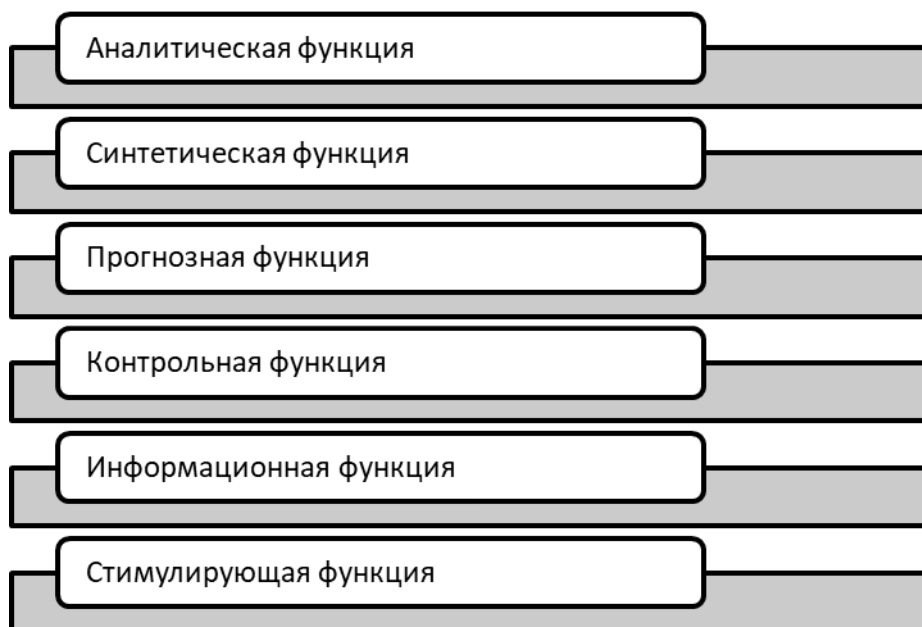 Аналитическая функция
Синтетическая функция
Прогнозная функция
Контрольная функция
Информационная функция
Стимулирующая функция